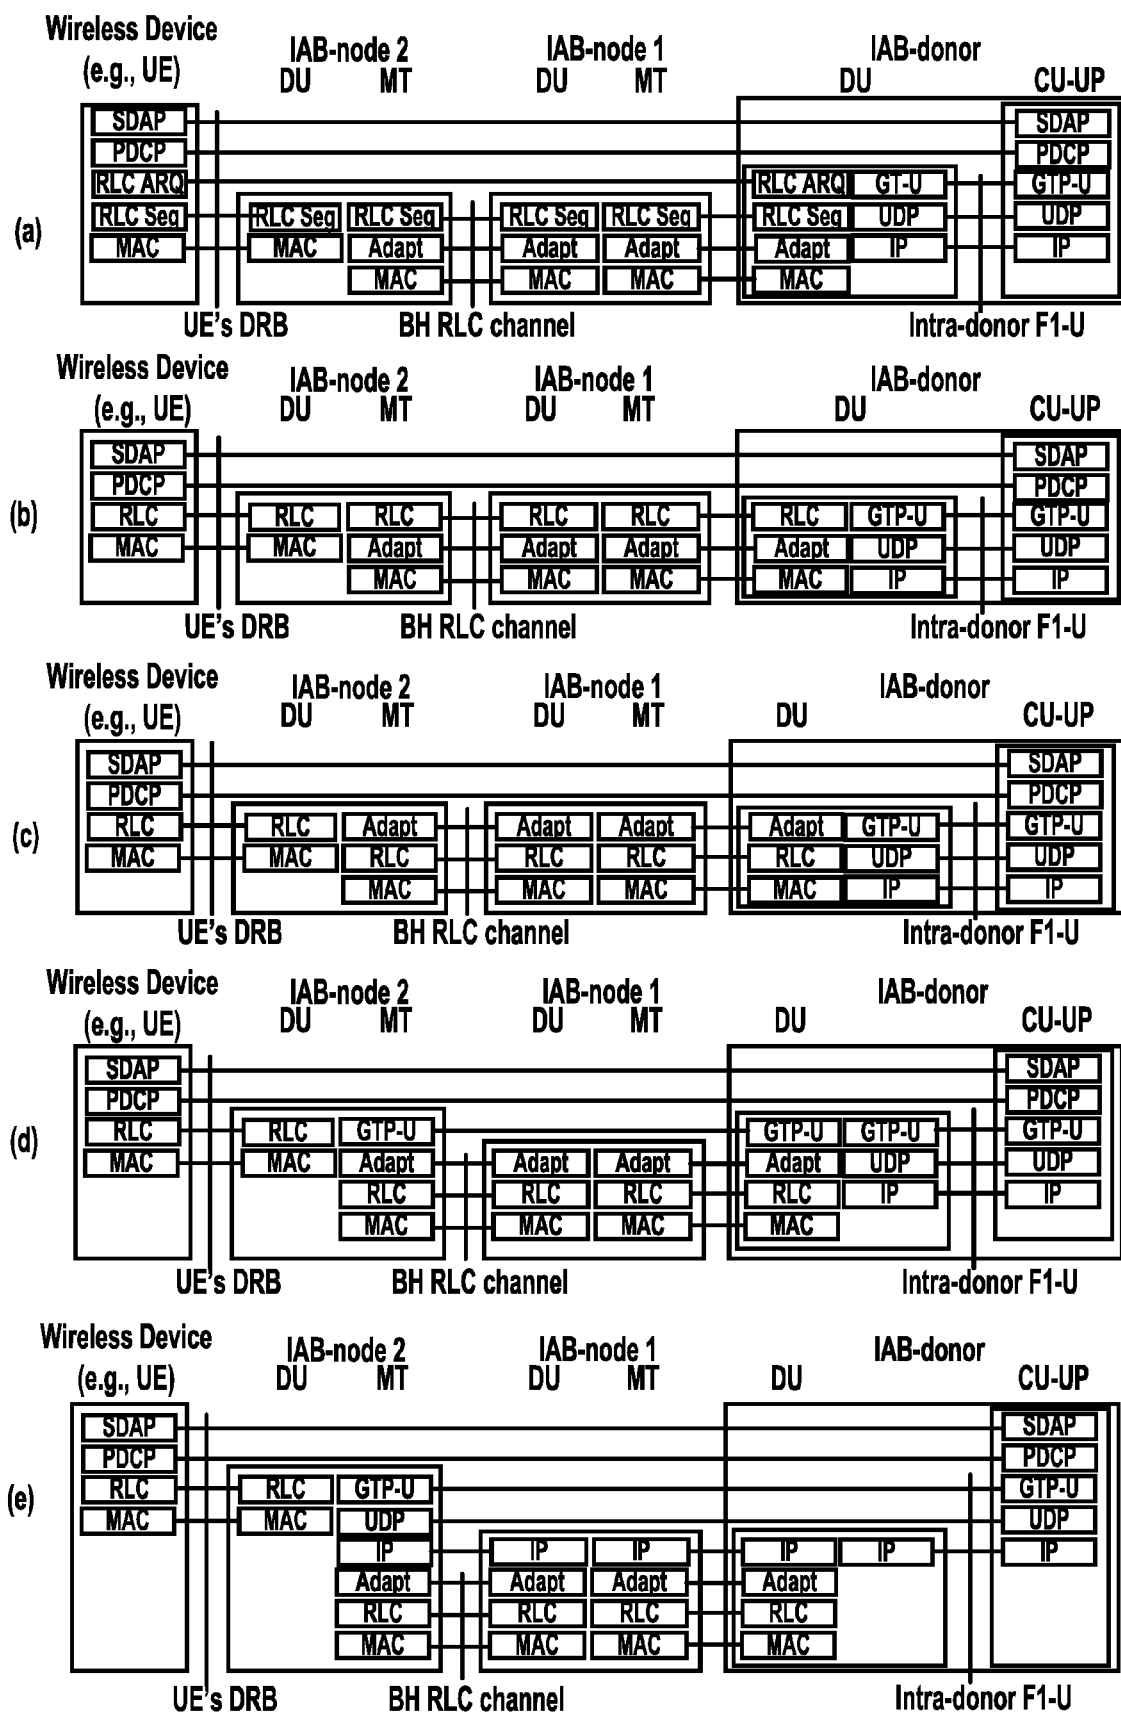 Wireless Device
(e.g., UE)
IAB-node 2
DU MT
IAB-node 1
DU MT
IAB-donor
DU CU-UP
(a)
SDAP SDAP
PDCP PDCP
RLC ARQ RLC ARQ GT-U GTP-U
RLC Seg RLC Seg RLC Seg RLC Seg RLC Seg RLC Seg UDP UDP
MAC MAC Adapt Adapt Adapt Adapt IP IP
MAC MAC MAC MAC
UE's DRB BH RLC channel Intra-donor F1-U
Wireless Device
(e.g., UE)
IAB-node 2
DU MT
IAB-node 1
DU MT
IAB-donor
DU CU-UP
(b)
SDAP SDAP
PDCP PDCP
RLC RLC RLC RLC RLC RLC GTP-U GTP-U
MAC MAC Adapt Adapt Adapt Adapt UDP UDP
MAC MAC MAC MAC IP IP
UE's DRB BH RLC channel Intra-donor F1-U
Wireless Device
(e.g., UE)
IAB-node 2
DU MT
IAB-node 1
DU MT
IAB-donor
DU CU-UP
(c)
SDAP SDAP
PDCP PDCP
RLC RLC Adapt Adapt Adapt Adapt GTP-U GTP-U
MAC MAC RLC RLC RLC RLC UDP UDP
MAC MAC MAC MAC IP IP
UE's DRB BH RLC channel Intra-donor F1-U
Wireless Device
(e.g., UE)
IAB-node 2
DU MT
IAB-node 1
DU MT
IAB-donor
DU CU-UP
(d)
SDAP SDAP
PDCP PDCP
RLC RLC GTP-U GTP-U GTP-U GTP-U
MAC MAC Adapt Adapt Adapt Adapt UDP UDP
RLC RLC RLC RLC IP IP
MAC MAC MAC MAC
UE's DRB BH RLC channel Intra-donor F1-U
Wireless Device
(e.g., UE)
IAB-node 2
DU MT
IAB-node 1
DU MT
IAB-donor
DU CU-UP
(e)
SDAP SDAP
PDCP PDCP
RLC RLC GTP-U GTP-U
MAC MAC UDP UDP
IP IP IP IP IP IP
Adapt Adapt Adapt Adapt
RLC RLC RLC RLC
MAC MAC MAC MAC
UE's DRB BH RLC channel Intra-donor F1-U